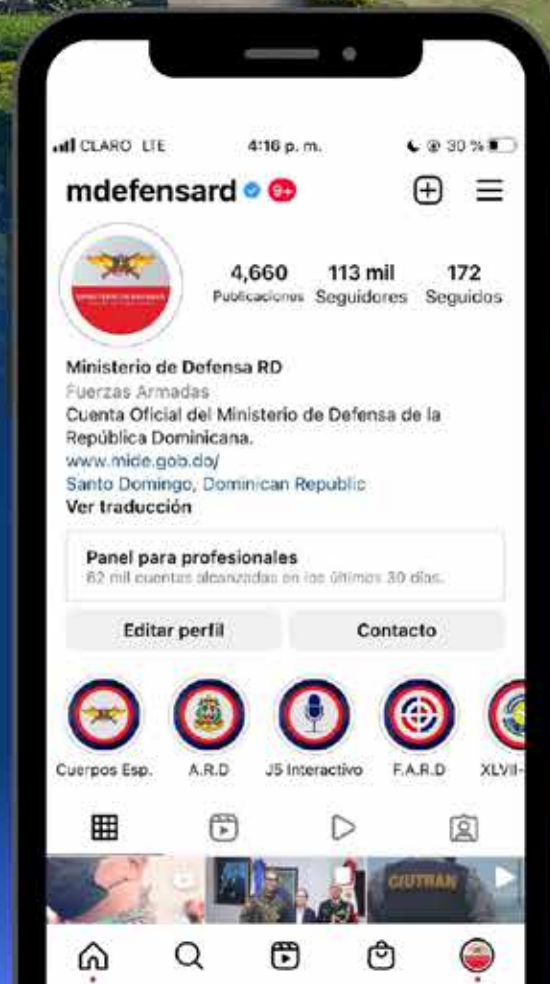 CLARO LTE 4:16 p. m. 30 %
mdefensard 9+
4,660 113 mil 172
Publicaciones Seguidores Seguidos
MINISTERIO DE DEFENSA
Ministerio de Defensa RD
Fuerzas Armadas
Cuenta Oficial del Ministerio de Defensa de la
República Dominicana.
www.mide.gob.do/
Santo Domingo, Dominican Republic
Ver traducción
Panel para profesionales
62 mil cuentas alcanzadas en los últimos 30 días.
Editar perfil Contacto
Cuerpos Esp. A.R.D J5 Interactivo F.A.R.D XLVII-
CIUTRAN